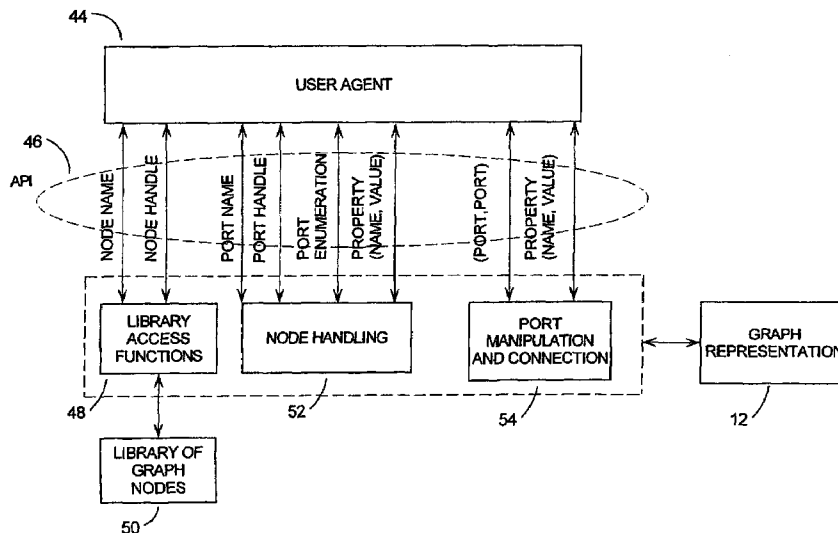 44
USER AGENT
46
API
NODE NAME
NODE HANDLE
PORT NAME
PORT HANDLE
PORT
ENUMERATION
PROPERTY
(NAME, VALUE)
(PORT, PORT)
PROPERTY
(NAME, VALUE)
LIBRARY
ACCESS
FUNCTIONS
NODE HANDLING
PORT
MANIPULATION
AND CONNECTION
GRAPH
REPRESENTATION
48
52
54
12
LIBRARY OF
GRAPH
NODES
50